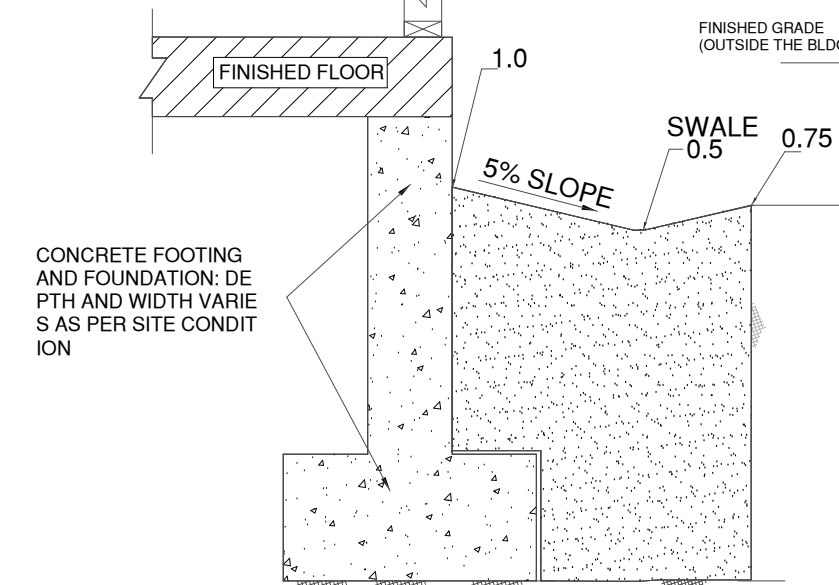 FINISHED GRADE
(OUTSIDE THE
FINISHED FLOOR
1.0
SWALE
0.5
0.75
5% SLOPE
CONCRETE FOOTING
AND FOUNDATION: DE
PTH AND WIDTH VARIE
S AS PER SITE CONDIT
ION